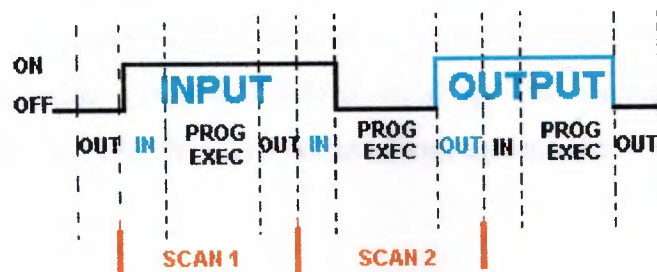 ON
INPUT OUTPUT
OFF
OUT IN PROG EXEC OUT IN PROG EXEC OUT IN PROG EXEC OUT
SCAN 1 SCAN 2